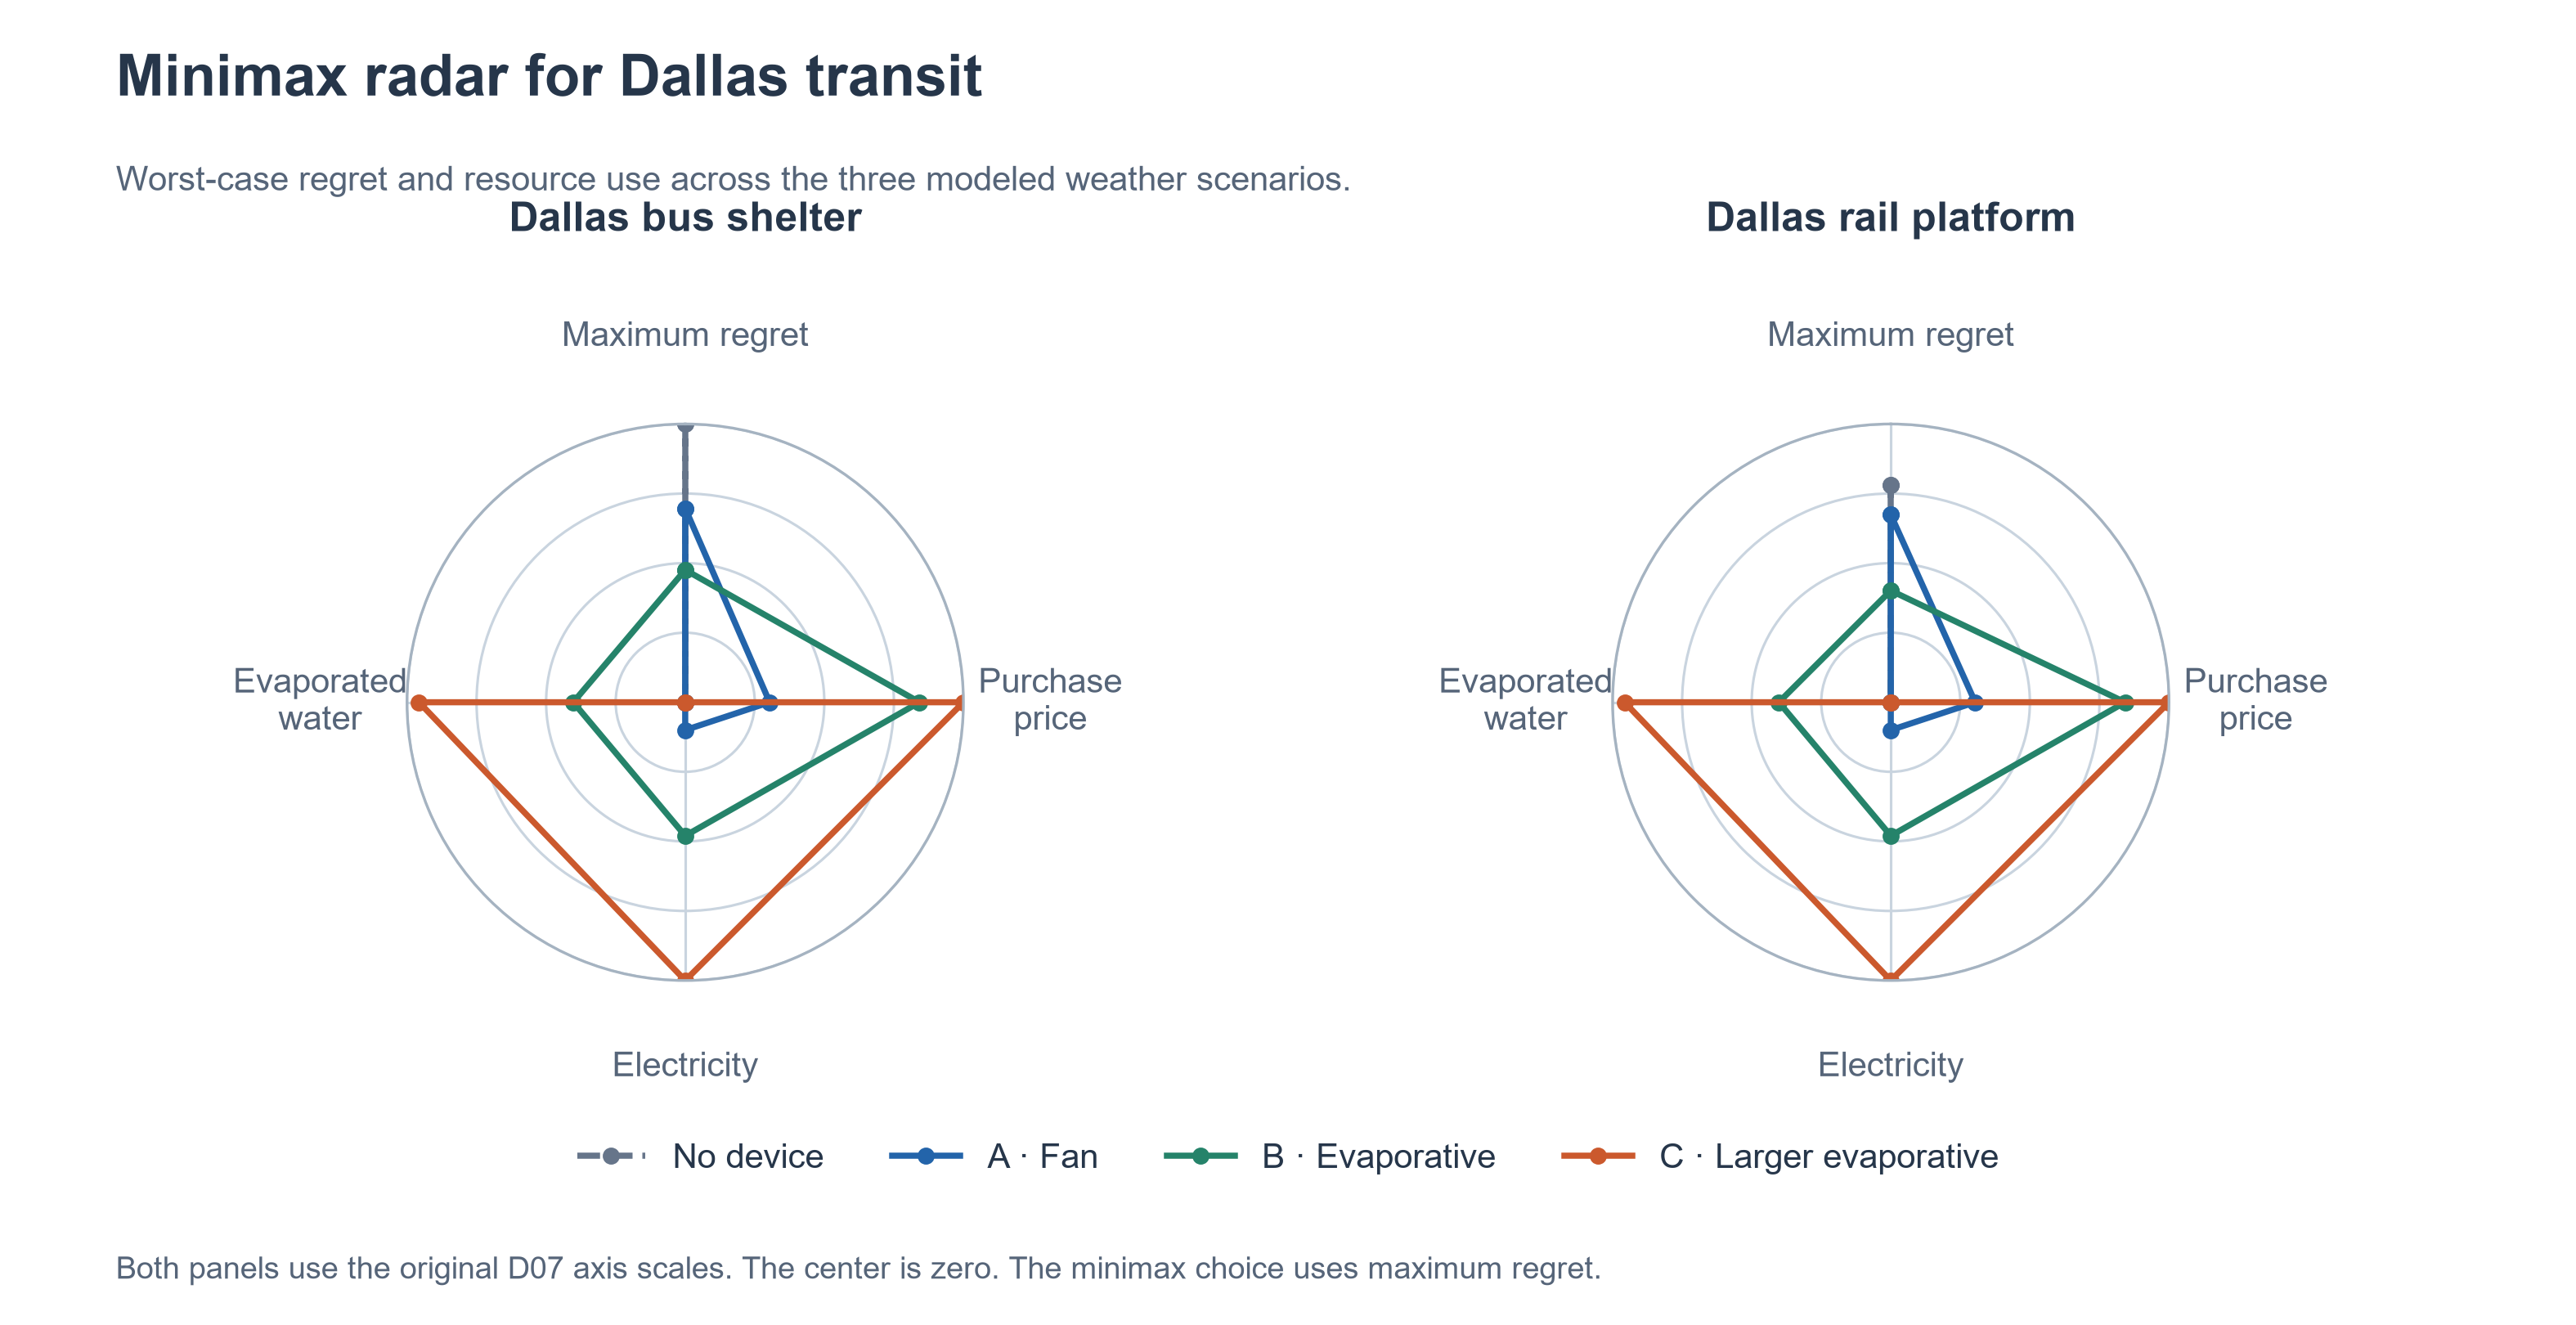 Minimax radar for Dallas transit
Worst-case regret and resource use across the three modeled weather scenarios.
Dallas bus shelter
Maximum regret
Evaporated
water
Purchase
price
Electricity
Dallas rail platform
Maximum regret
Evaporated
water
Purchase
price
Electricity
No device
A · Fan
B · Evaporative
C · Larger evaporative
Both panels use the original D07 axis scales. The center is zero. The minimax choice uses maximum regret.